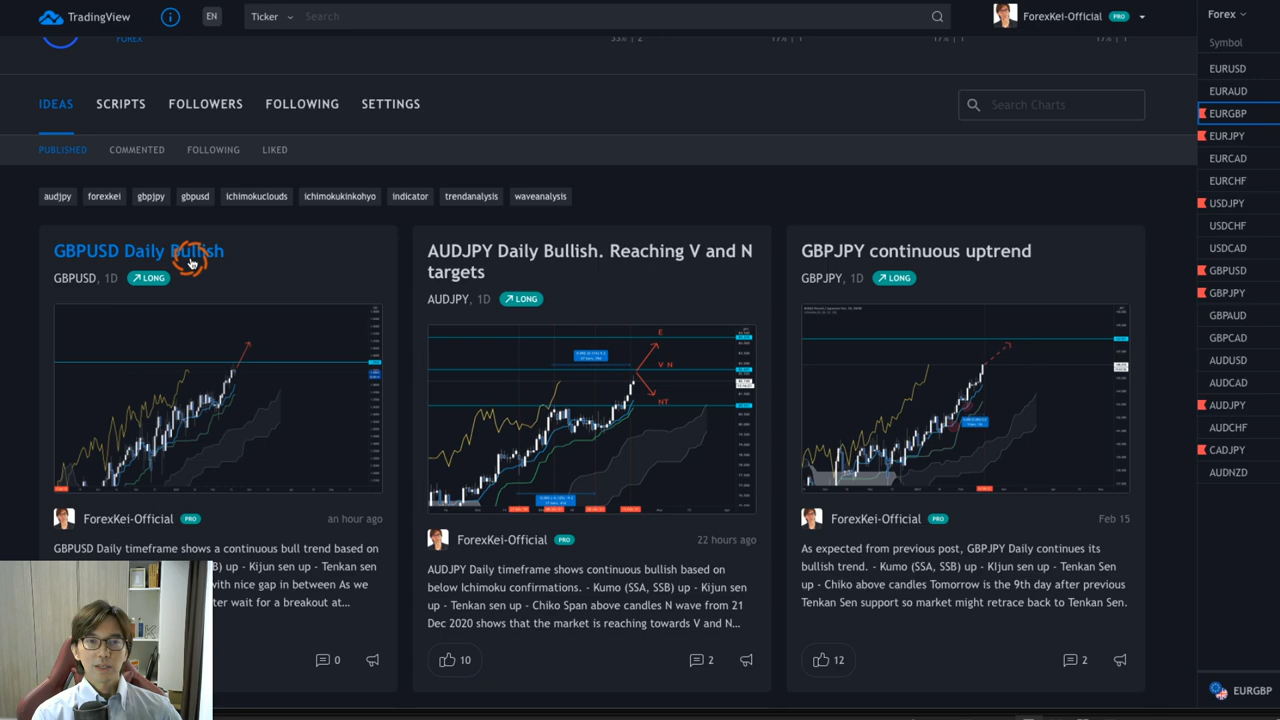 TradingView
EN
Ticker
Search
ForexKei-Official PRO
Forex
FOREX
IDEAS SCRIPTS FOLLOWERS FOLLOWING SETTINGS
Search Charts
PUBLISHED COMMENTED FOLLOWING LIKED
audjpy forexkei gbpjpy gbpusd ichimokuclouds ichimokukinkohyo indicator trendanalysis waveanalysis
GBPUSD Daily Bullish
GBPUSD, 1D LONG
ForexKei-Official PRO an hour ago
GBPUSD Daily timeframe shows a continuous bull trend based on
B) up - Kijun sen up - Tenkan sen
with nice gap in between As we
wait for a breakout at...
0
AUDJPY Daily Bullish. Reaching V and N
targets
AUDJPY, 1D LONG
E
V N
NT
ForexKei-Official PRO 22 hours ago
AUDJPY Daily timeframe shows continuous bullish based on
below Ichimoku confirmations. - Kumo (SSA, SSB) up - Kijun sen
up - Tenkan sen up - Chiko Span above candles N wave from 21
Dec 2020 shows that the market is reaching towards V and N...
10 2
GBPJPY continuous uptrend
GBPJPY, 1D LONG
ForexKei-Official PRO Feb 15
As expected from previous post, GBPJPY Daily continues its
bullish trend. - Kumo (SSA, SSB) up - KIjun sen up - Tenkan sen
up - Chiko above candles Tomorrow is the 9th day after previous
Tenkan Sen support so market might retrace back to Tenkan Sen.
12 2
Symbol
EURUSD
EURAUD
EURGBP
EURJPY
EURCAD
EURCHF
USDJPY
USDCHF
USDCAD
GBPUSD
GBPJPY
GBPAUD
GBPCAD
AUDUSD
AUDCAD
AUDJPY
AUDCHF
CADJPY
AUDNZD
EURGBP